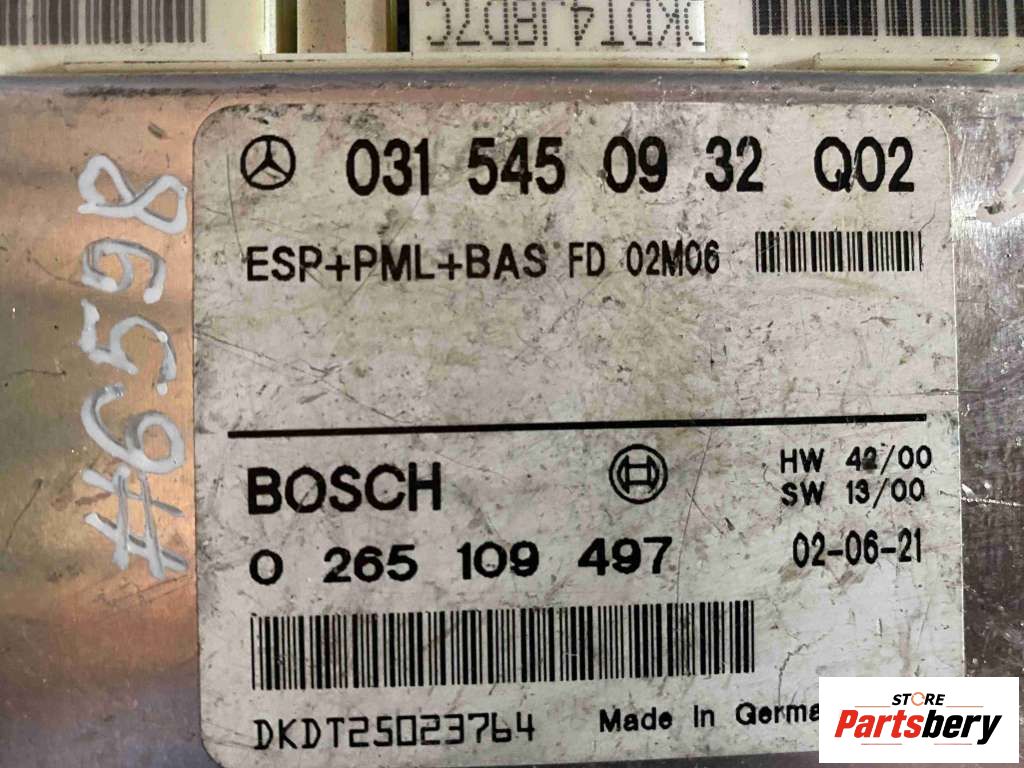 031 545 09 32 Q02
ESP+PML+BAS FD 02M06
BOSCH
HW 42/00
SW 13/00
0 265 109 497
02-06-21
DKDT25023764
Made In Germa
#6598
STORE
Partsbery